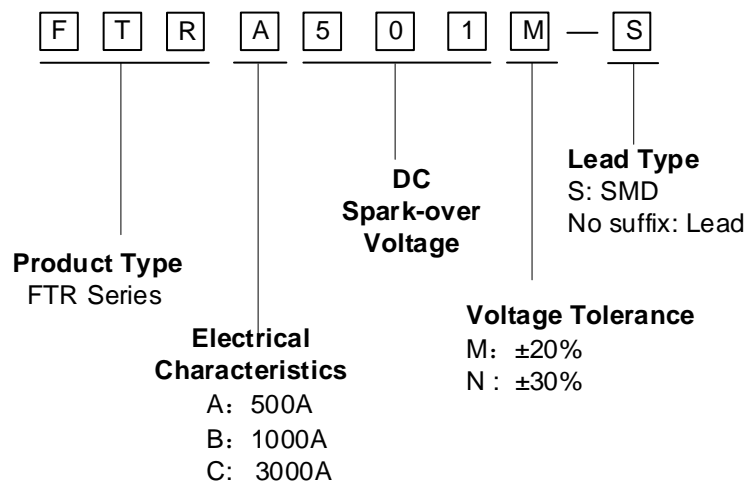 F T R A 5 0 1 M — S
Lead Type
S: SMD
No suffix: Lead
DC
Spark-over
Voltage
Product Type
FTR Series
Voltage Tolerance
M：±20%
N : ±30%
Electrical
Characteristics
A：500A
B：1000A
C: 3000A